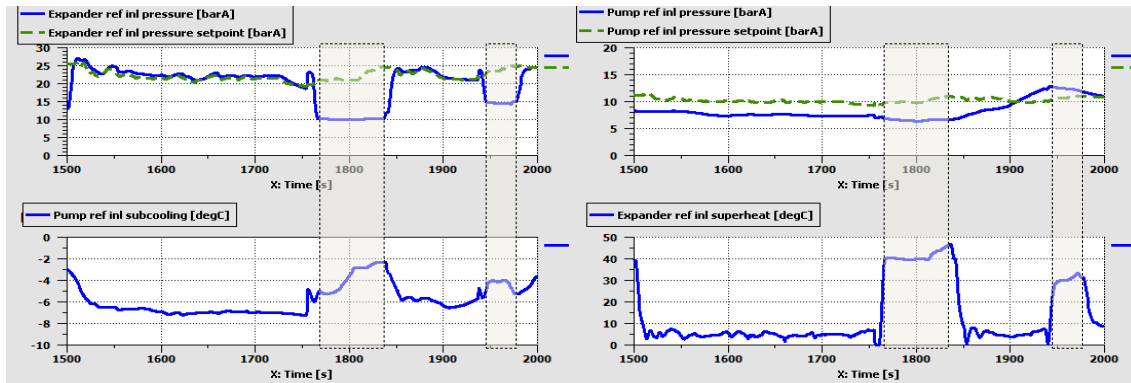 Expander ref inl pressure [barA]
Expander ref inl pressure setpoint [barA]
30
25
20
15
10
5
0
1500 1600 1700 1800 1900 2000
X: Time [s]
Pump ref inl pressure [barA]
Pump ref inl pressure setpoint [barA]
20
15
10
5
0
1500 1600 1700 1800 1900 2000
X: Time [s]
Pump ref inl subcooling [degC]
0
-2
-4
-6
-8
-10
1500 1600 1700 1800 1900 2000
X: Time [s]
Expander ref inl superheat [degC]
50
40
30
20
10
0
1500 1600 1700 1800 1900 2000
X: Time [s]